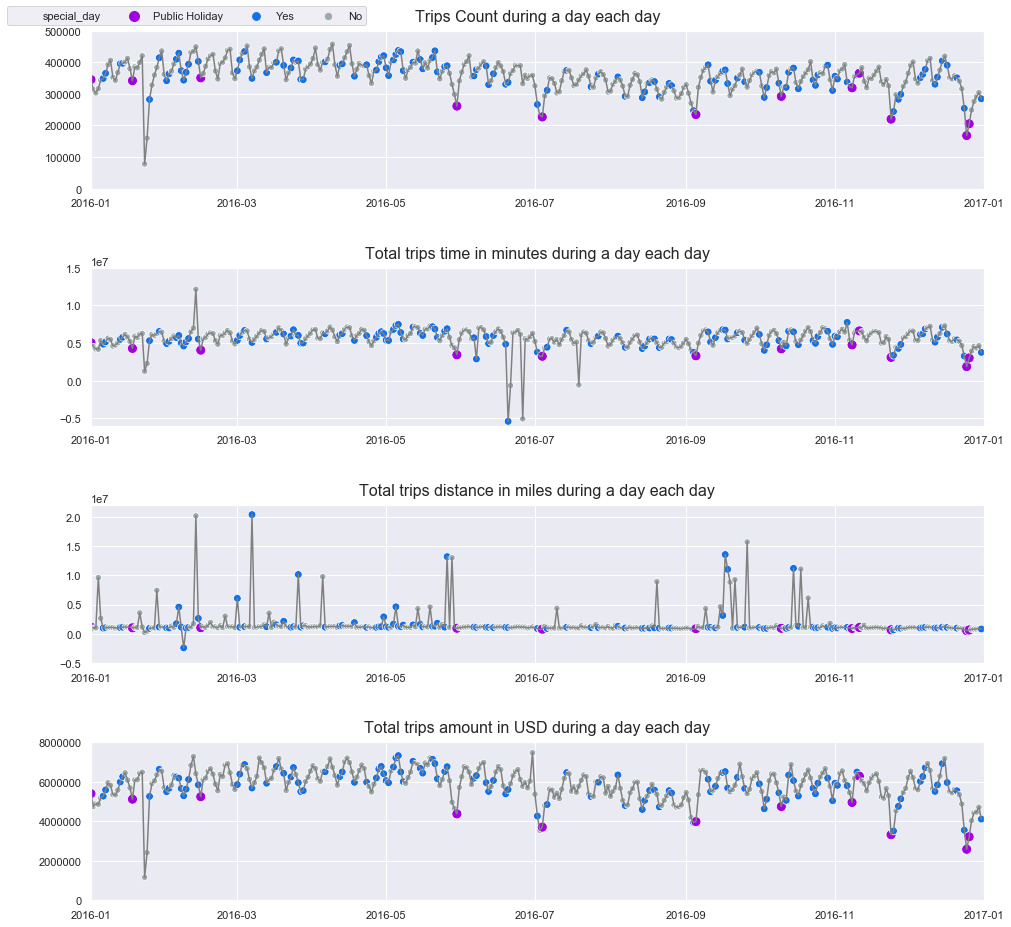 special_day Public Holiday Yes No
Trips Count during a day each day
500000
400000
300000
200000
100000
0
2016-01 2016-03 2016-05 2016-07 2016-09 2016-11 2017-01
Total trips time in minutes during a day each day
1e7
1.5
1.0
0.5
0.0
−0.5
2016-01 2016-03 2016-05 2016-07 2016-09 2016-11 2017-01
Total trips distance in miles during a day each day
1e7
2.0
1.5
1.0
0.5
0.0
−0.5
2016-01 2016-03 2016-05 2016-07 2016-09 2016-11 2017-01
Total trips amount in USD during a day each day
8000000
6000000
4000000
2000000
0
2016-01 2016-03 2016-05 2016-07 2016-09 2016-11 2017-01